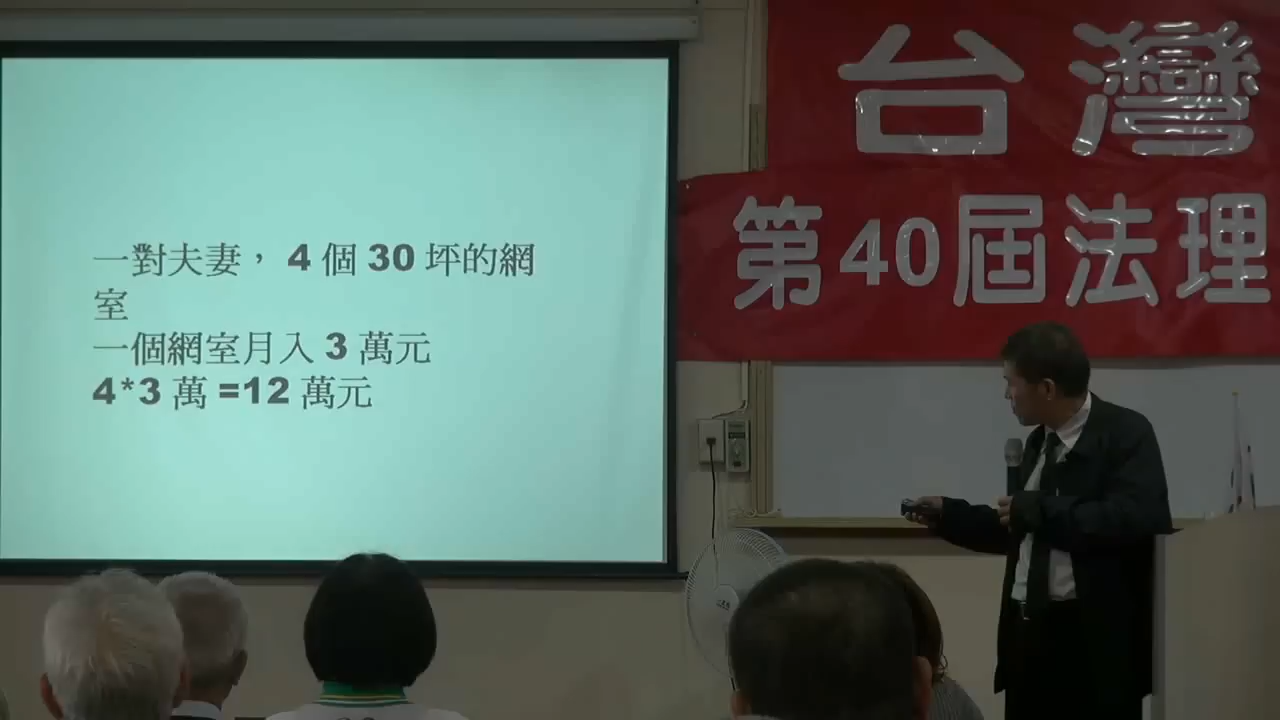 一對夫妻， 4 個 30 坪的網
室
一個網室月入 3 萬元
4*3 萬 =12 萬元
台灣
第40屆法理